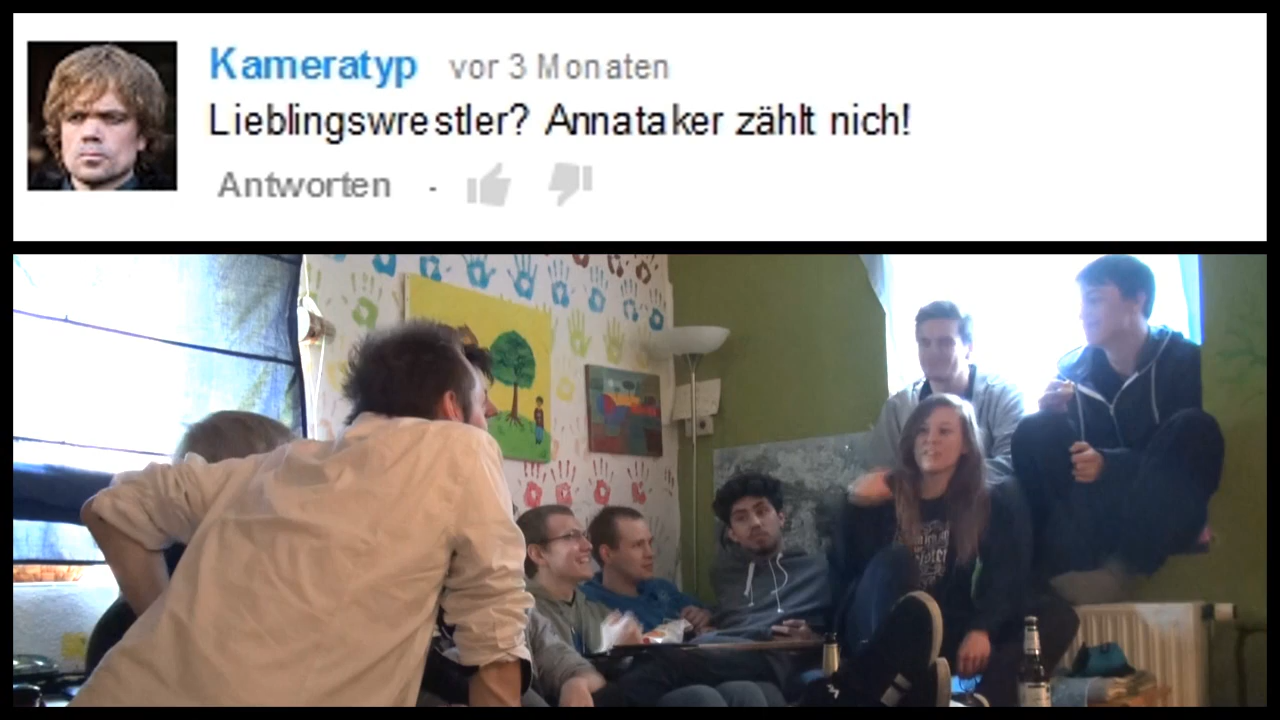 Kameratyp vor 3 Monaten
Lieblingswrestler? Annataker zählt nich!
Antworten ·